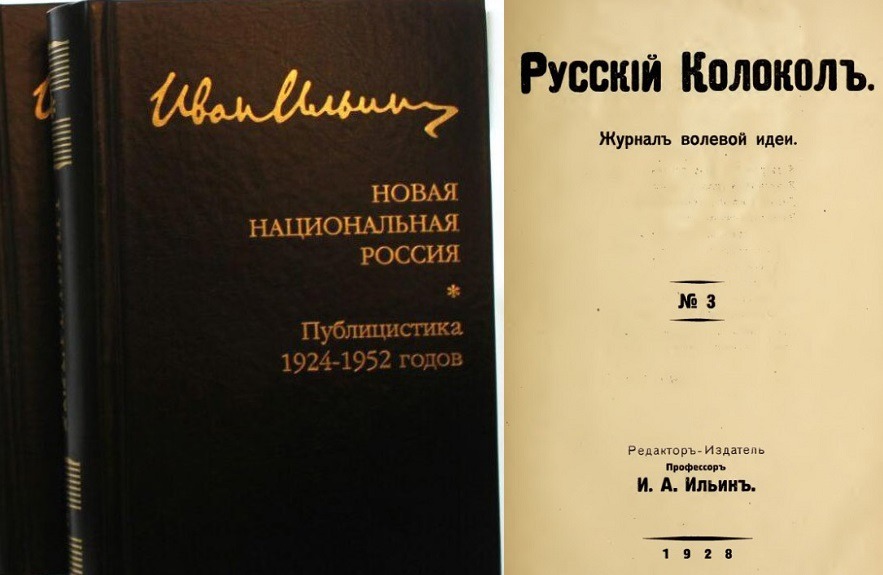 Иван Ильин
НОВАЯ
НАЦИОНАЛЬНАЯ
РОССИЯ
*
Публицистика
1924-1952 годов
Русскій Колоколъ.
Журналъ волевой идеи.
№ 3
Редакторъ-Издатель
Профессоръ
И. А. Ильинъ.
1928